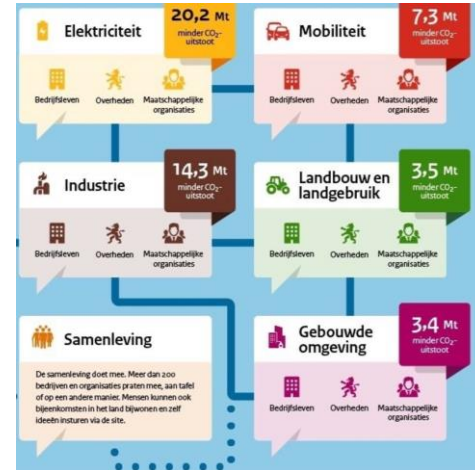 Elektriciteit
20,2 Mt
minder CO₂-
uitstoot
Bedrijfsleven
Overheden
Maatschappelijke
organisaties
Mobiliteit
7,3 Mt
minder CO₂-
uitstoot
Bedrijfsleven
Overheden
Maatschappelijke
organisaties
Industrie
14,3 Mt
minder CO₂-
uitstoot
Bedrijfsleven
Overheden
Maatschappelijke
organisaties
Landbouw en
landgebruik
3,5 Mt
minder CO₂-
uitstoot
Bedrijfsleven
Overheden
Maatschappelijke
organisaties
Samenleving
De samenleving doet mee. Meer dan 200
bedrijven en organisaties praten mee, aan tafel
of op een andere manier. Mensen kunnen ook
bijeenkomsten in het land bijwonen en zelf
ideeën insturen via de site.
Gebouwde
omgeving
3,4 Mt
minder CO₂-
uitstoot
Bedrijfsleven
Overheden
Maatschappelijke
organisaties